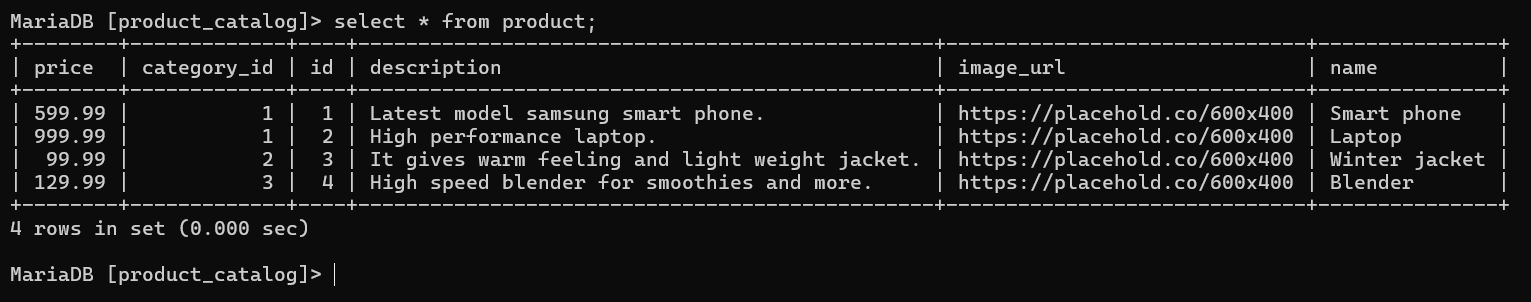 MariaDB [product_catalog]> select * from product;
+--------+-------------+----+------------------------------------------------+------------------------------+---------------+
| price  | category_id | id | description                                    | image_url                    | name          |
+--------+-------------+----+------------------------------------------------+------------------------------+---------------+
| 599.99 |           1 |  1 | Latest model samsung smart phone.              | https://placehold.co/600x400 | Smart phone   |
| 999.99 |           1 |  2 | High performance laptop.                       | https://placehold.co/600x400 | Laptop        |
|  99.99 |           2 |  3 | It gives warm feeling and light weight jacket. | https://placehold.co/600x400 | Winter jacket |
| 129.99 |           3 |  4 | High speed blender for smoothies and more.     | https://placehold.co/600x400 | Blender       |
+--------+-------------+----+------------------------------------------------+------------------------------+---------------+
4 rows in set (0.000 sec)
MariaDB [product_catalog]>